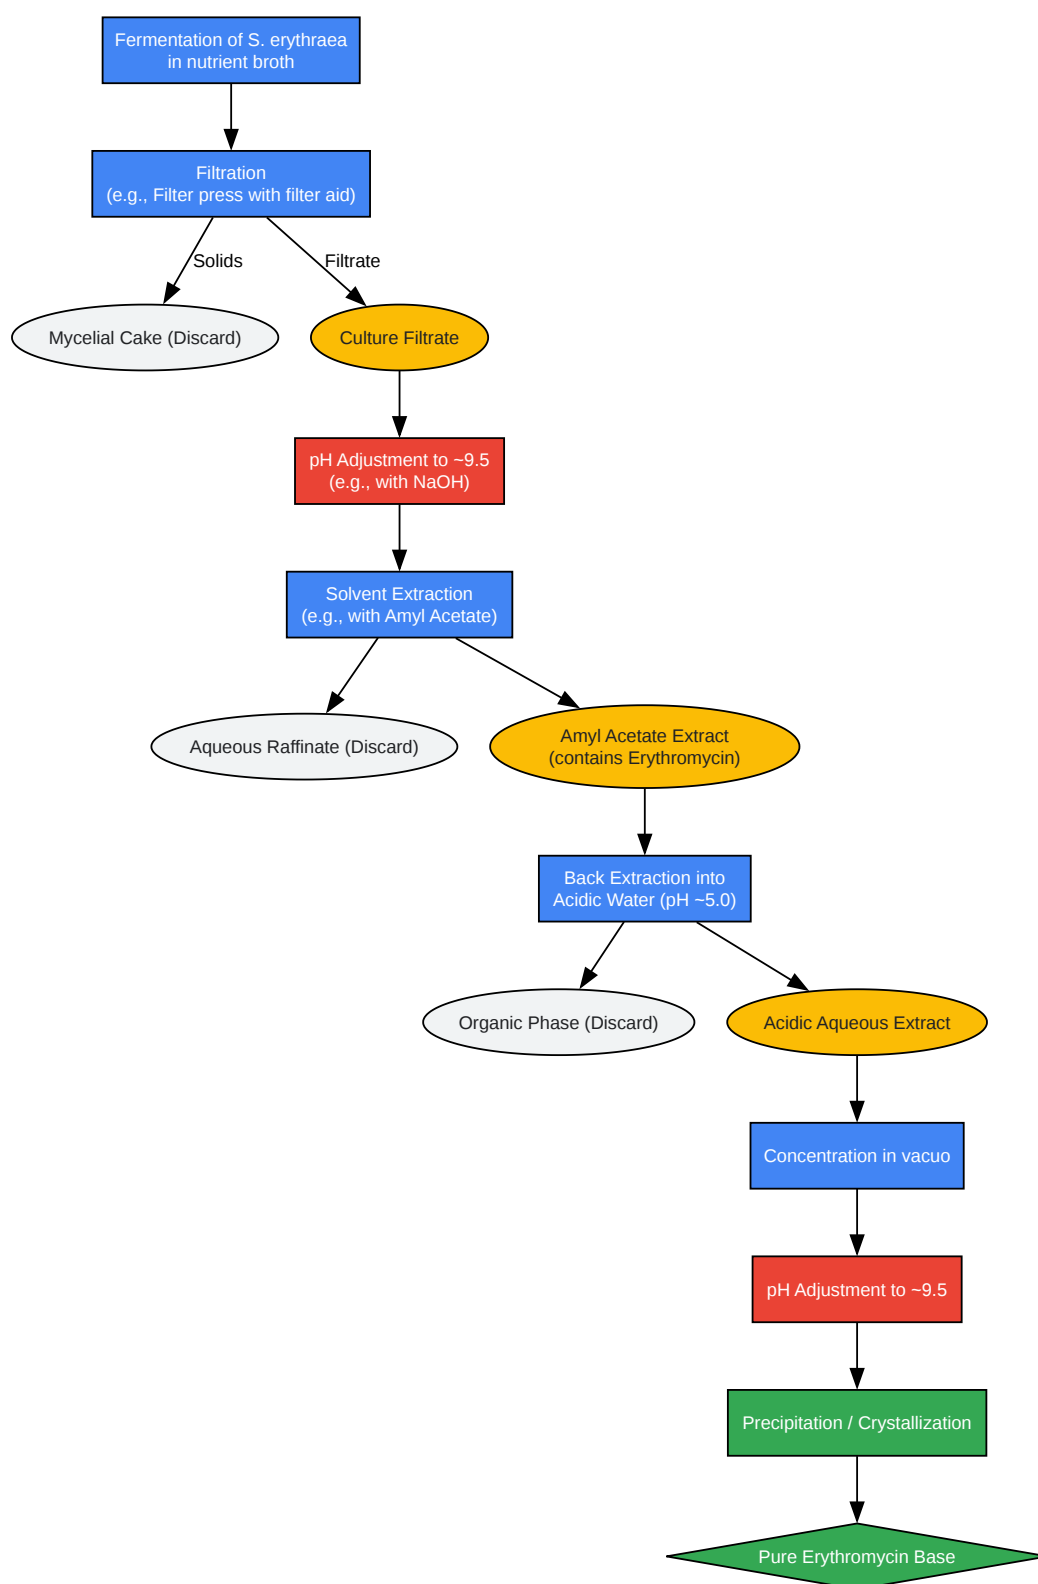 Fermentation of S. erythraea
in nutrient broth
Filtration
(e.g., Filter press with filter aid)
Solids
Filtrate
Mycelial Cake (Discard)
Culture Filtrate
pH Adjustment to ~9.5
(e.g., with NaOH)
Solvent Extraction
(e.g., with Amyl Acetate)
Aqueous Raffinate (Discard)
Amyl Acetate Extract
(contains Erythromycin)
Back Extraction into
Acidic Water (pH ~5.0)
Organic Phase (Discard)
Acidic Aqueous Extract
Concentration in vacuo
pH Adjustment to ~9.5
Precipitation / Crystallization
Pure Erythromycin Base